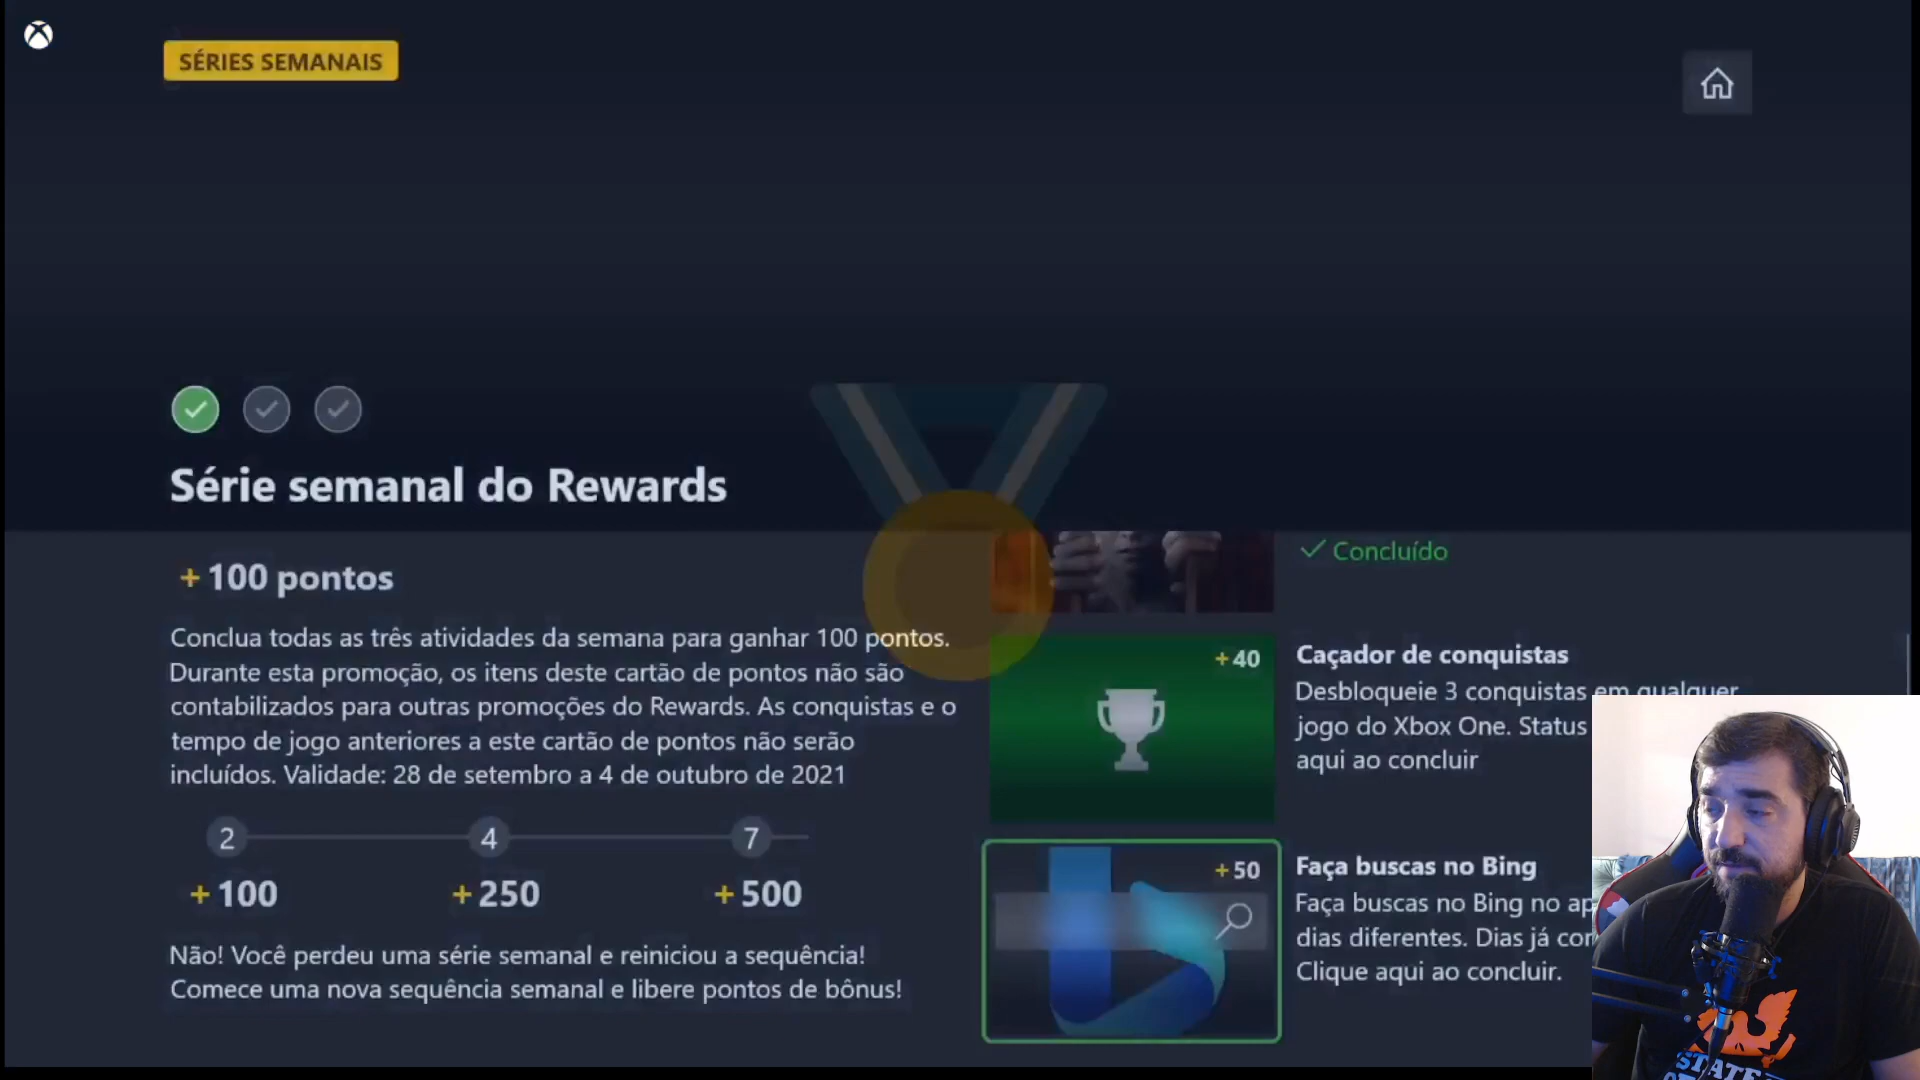 SÉRIES SEMANAIS
Série semanal do Rewards
+ 100 pontos
Conclua todas as três atividades da semana para ganhar 100 pontos.
Durante esta promoção, os itens deste cartão de pontos não são
contabilizados para outras promoções do Rewards. As conquistas e o
tempo de jogo anteriores a este cartão de pontos não serão
incluídos. Validade: 28 de setembro a 4 de outubro de 2021
2 4 7
+ 100 + 250 + 500
Não! Você perdeu uma série semanal e reiniciou a sequência!
Comece uma nova sequência semanal e libere pontos de bônus!
Concluído
+ 40
Caçador de conquistas
Desbloqueie 3 conquistas em qualquer
jogo do Xbox One. Status
aqui ao concluir
+ 50
Faça buscas no Bing
Faça buscas no Bing no
dias diferentes. Dias já
Clique aqui ao concluir.
STATE